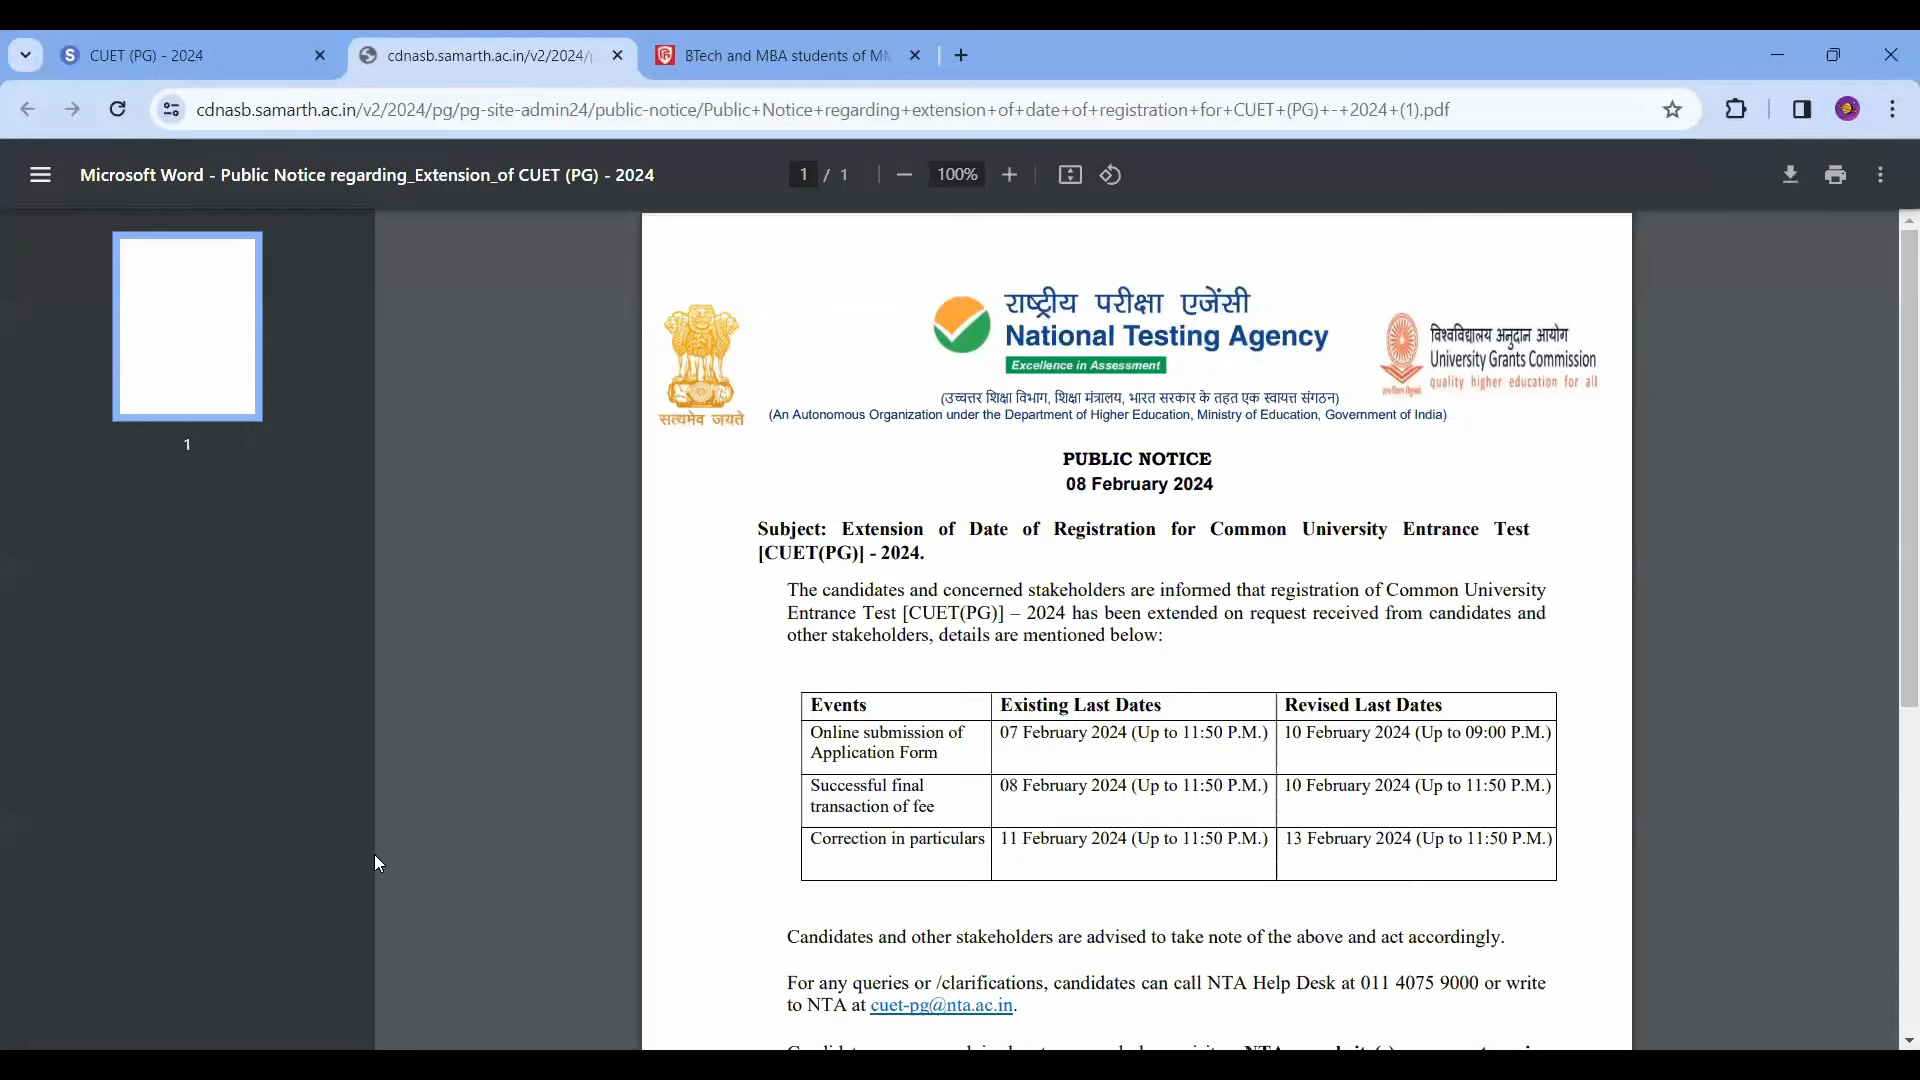 CUET (PG) - 2024
cdnasb.samarth.ac.in/v2/2024/
BTech and MBA students of
cdnasb.samarth.ac.in/v2/2024/pg/pg-site-admin24/public-notice/Public+Notice+regarding+extension+of+date+of+registration+for+CUET+(PG)+-+2024+(1).pdf
Microsoft Word - Public Notice regarding_Extension_of CUET (PG) - 2024
1 / 1
100%
1
राष्ट्रीय परीक्षा एजेंसी
National Testing Agency
Excellence in Assessment
सत्यमेव जयते
विश्वविद्यालय अनुदान आयोग
University Grants Commission
quality higher education for all
(उच्चत्तर शिक्षा विभाग, शिक्षा मंत्रालय, भारत सरकार के तहत एक स्वायत्त संगठन)
(An Autonomous Organization under the Department of Higher Education, Ministry of Education, Government of India)
PUBLIC NOTICE
08 February 2024
Subject: Extension of Date of Registration for Common University Entrance Test
[CUET(PG)] - 2024.
The candidates and concerned stakeholders are informed that registration of Common University
Entrance Test [CUET(PG)] – 2024 has been extended on request received from candidates and
other stakeholders, details are mentioned below:
Events Existing Last Dates Revised Last Dates
Online submission of Application Form 07 February 2024 (Up to 11:50 P.M.) 10 February 2024 (Up to 09:00 P.M.)
Successful final transaction of fee 08 February 2024 (Up to 11:50 P.M.) 10 February 2024 (Up to 11:50 P.M.)
Correction in particulars 11 February 2024 (Up to 11:50 P.M.) 13 February 2024 (Up to 11:50 P.M.)
Candidates and other stakeholders are advised to take note of the above and act accordingly.
For any queries or /clarifications, candidates can call NTA Help Desk at 011 4075 9000 or write
to NTA at cuet-pg@nta.ac.in.